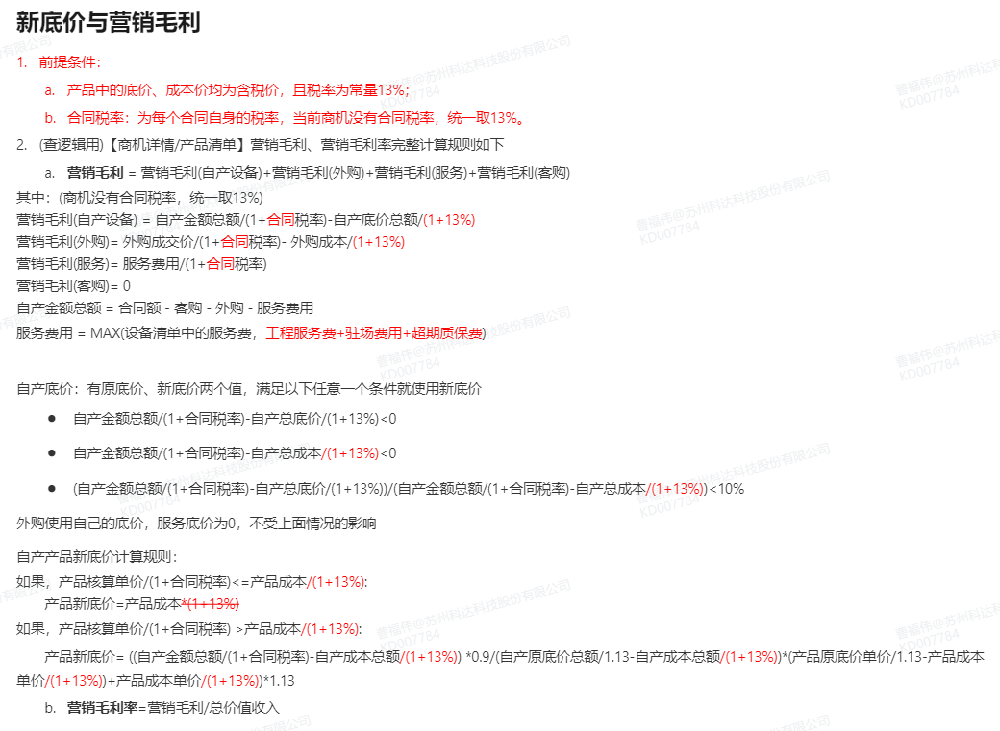 新底价与营销毛利
1. 前提条件:
a. 产品中的底价、成本价均为含税价，且税率为常量13%;
b. 合同税率：为每个合同自身的税率，当前商机没有合同税率，统一取13%。
2. (查逻辑用)【商机详情/产品清单】营销毛利、营销毛利率完整计算规则如下
a. 营销毛利 = 营销毛利(自产设备)+营销毛利(外购)+营销毛利(服务)+营销毛利(客购)
其中：(商机没有合同税率，统一取13%)
营销毛利(自产设备) = 自产金额总额/(1+合同税率)-自产底价总额/(1+13%)
营销毛利(外购)= 外购成交价/(1+合同税率)- 外购成本/(1+13%)
营销毛利(服务)= 服务费用/(1+合同税率)
营销毛利(客购)= 0
自产金额总额 = 合同额 - 客购 - 外购 - 服务费用
服务费用 = MAX(设备清单中的服务费，工程服务费+驻场费用+超期质保费)
自产底价：有原底价、新底价两个值，满足以下任意一个条件就使用新底价
● 自产金额总额/(1+合同税率)-自产总底价/(1+13%)<0
● 自产金额总额/(1+合同税率)-自产总成本/(1+13%)<0
● (自产金额总额/(1+合同税率)-自产总底价/(1+13%))/(自产金额总额/(1+合同税率)-自产总成本/(1+13%))<10%
外购使用自己的底价，服务底价为0，不受上面情况的影响
自产产品新底价计算规则：
如果，产品核算单价/(1+合同税率)<=产品成本/(1+13%):
产品新底价=产品成本*(1+13%)
如果，产品核算单价/(1+合同税率) >产品成本/(1+13%):
产品新底价= ((自产金额总额/(1+合同税率)-自产成本总额/(1+13%)) *0.9/(自产原底价总额/1.13-自产成本总额/(1+13%))*(产品原底价单价/1.13-产品成本
单价/(1+13%))+产品成本单价/(1+13%))*1.13
b. 营销毛利率=营销毛利/总价值收入
曹福伟@苏州科达科技股份有限公司
KD007784